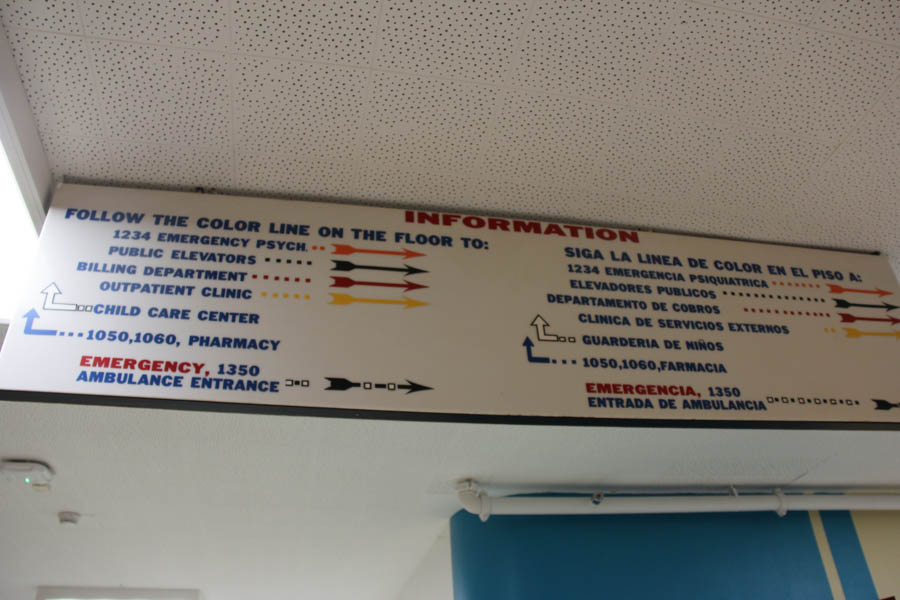 INFORMATION
FOLLOW THE COLOR LINE ON THE FLOOR TO:
1234 EMERGENCY PSYCH.
PUBLIC ELEVATORS
BILLING DEPARTMENT
OUTPATIENT CLINIC
CHILD CARE CENTER
1050,1060, PHARMACY
EMERGENCY, 1350
AMBULANCE ENTRANCE
SIGA LA LINEA DE COLOR EN EL PISO A:
1234 EMERGENCIA PSIQUIATRICA
ELEVADORES PUBLICOS
DEPARTAMENTO DE COBROS
CLINICA DE SERVICIOS EXTERNOS
GUARDERIA DE NIÑOS
1050,1060,FARMACIA
EMERGENCIA, 1350
ENTRADA DE AMBULANCIA